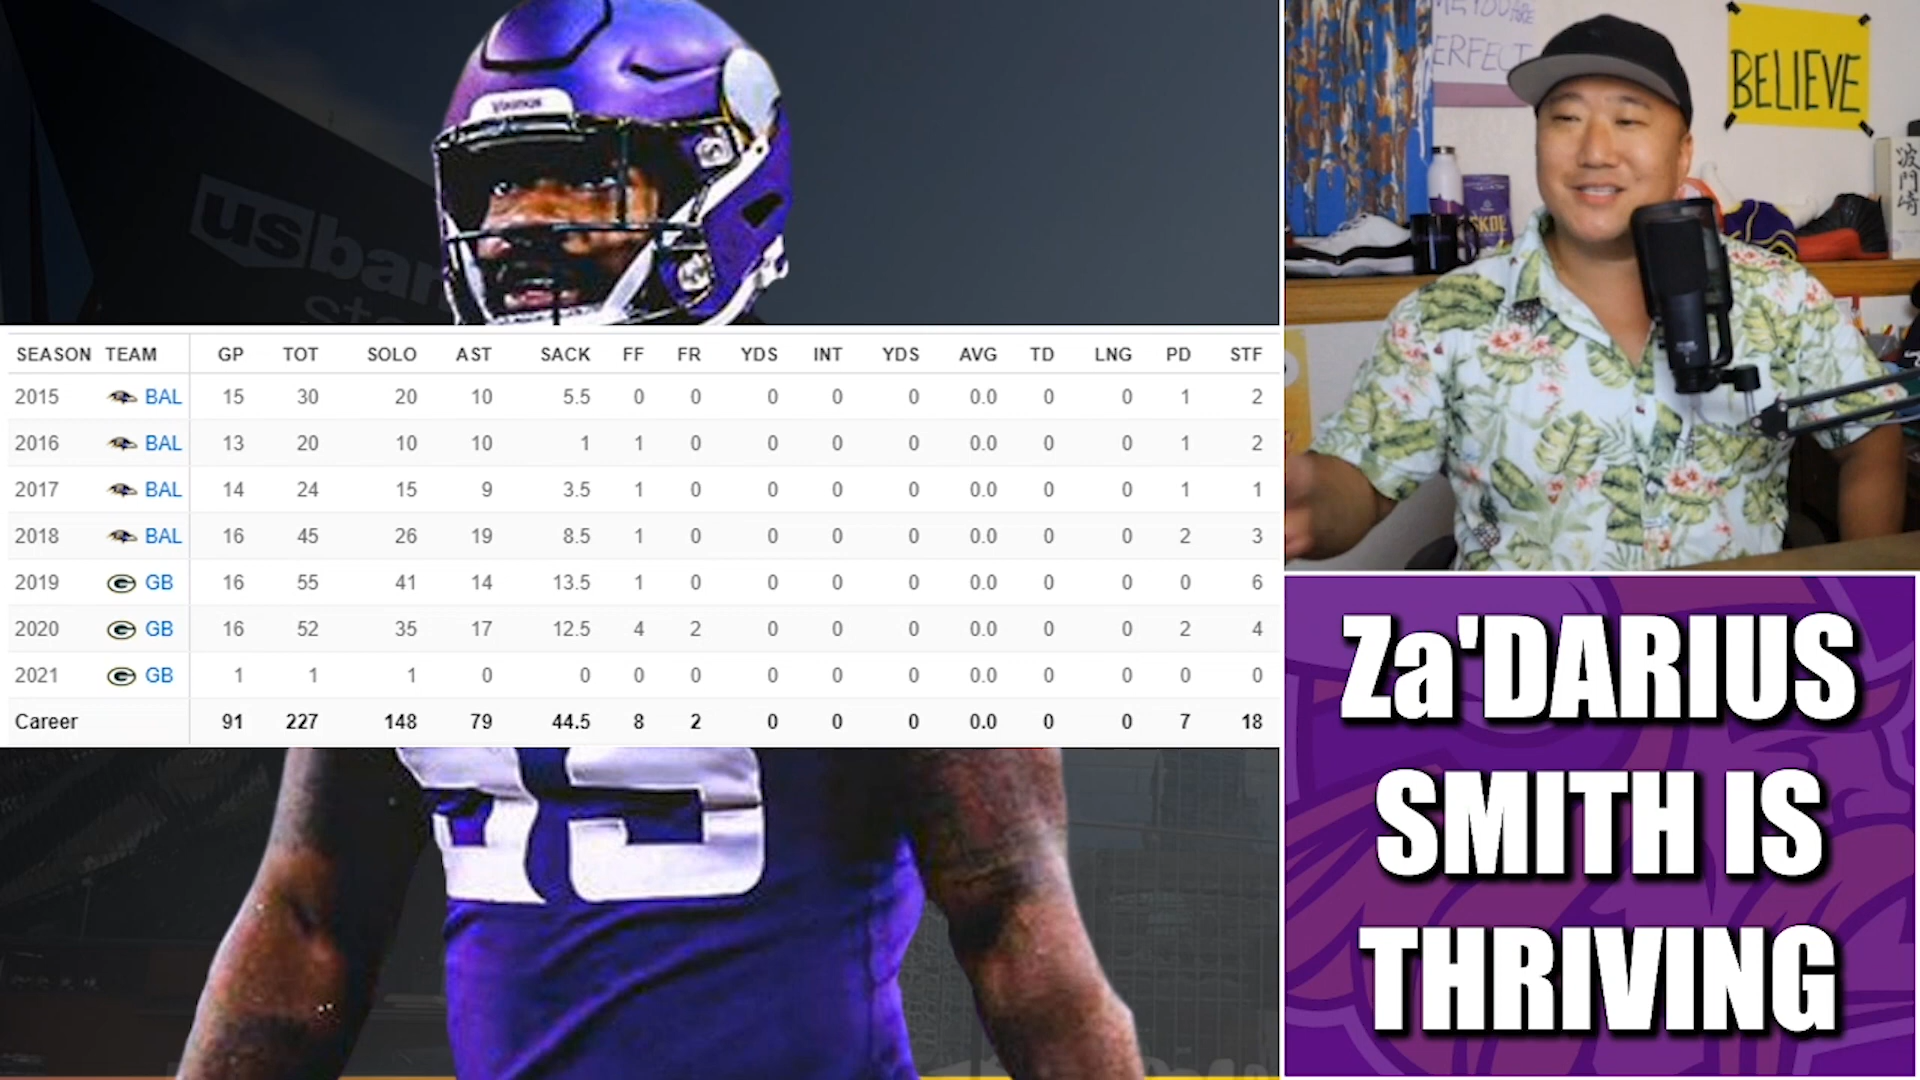 VIKINGS
usban
sta
SEASON TEAM GP TOT SOLO AST SACK FF FR YDS INT YDS AVG TD LNG PD STF
2015 BAL 15 30 20 10 5.5 0 0 0 0 0 0.0 0 0 1 2
2016 BAL 13 20 10 10 1 1 0 0 0 0 0.0 0 0 1 2
2017 BAL 14 24 15 9 3.5 1 0 0 0 0 0.0 0 0 1 1
2018 BAL 16 45 26 19 8.5 1 0 0 0 0 0.0 0 0 2 3
2019 GB 16 55 41 14 13.5 1 0 0 0 0 0.0 0 0 0 6
2020 GB 16 52 35 17 12.5 4 2 0 0 0 0.0 0 0 2 4
2021 GB 1 1 1 0 0 0 0 0 0 0 0.0 0 0 0 0
Career 91 227 148 79 44.5 8 2 0 0 0 0.0 0 0 7 18
BELIEVE
SKOL
波門崎
Za'DARIUS
SMITH IS
THRIVING